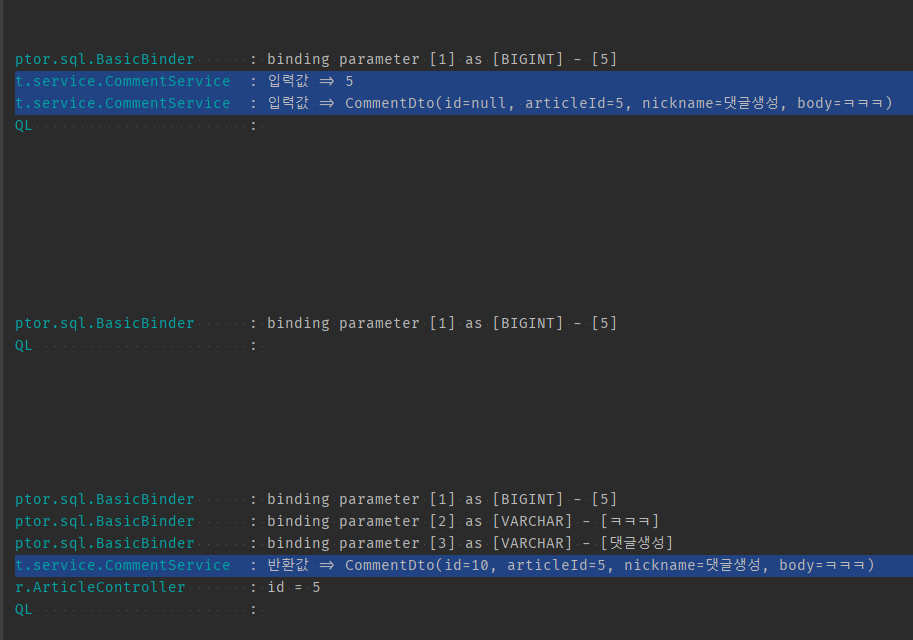 ptor.sql.BasicBinder : binding parameter [1] as [BIGINT] - [5]
t.service.CommentService : 입력값 => 5
t.service.CommentService : 입력값 => CommentDto(id=null, articleId=5, nickname=댓글생성, body=ㅋㅋㅋ)
QL :
ptor.sql.BasicBinder : binding parameter [1] as [BIGINT] - [5]
QL :
ptor.sql.BasicBinder : binding parameter [1] as [BIGINT] - [5]
ptor.sql.BasicBinder : binding parameter [2] as [VARCHAR] - [ㅋㅋㅋ]
ptor.sql.BasicBinder : binding parameter [3] as [VARCHAR] - [댓글생성]
t.service.CommentService : 반환값 => CommentDto(id=10, articleId=5, nickname=댓글생성, body=ㅋㅋㅋ)
r.ArticleController : id = 5
QL :